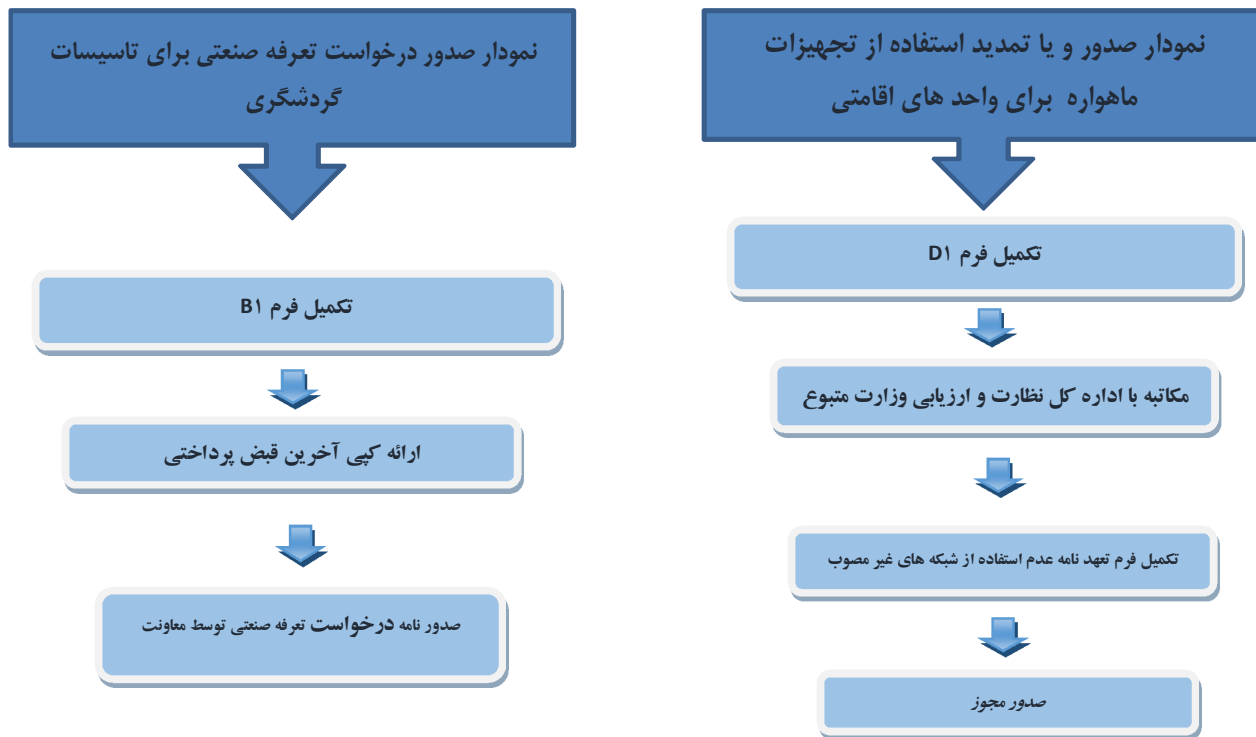 نمودار صدور و یا تمدید استفاده از تجهیزات
ماهواره برای واحد های اقامتی
تکمیل فرم D۱
مکاتبه با اداره کل نظارت و ارزیابی وزارت متبوع
تکمیل فرم تعهد نامه عدم استفاده از شبکه های غیر مصوب
صدور مجوز
نمودار صدور درخواست تعرفه صنعتی برای تاسیسات
گردشگری
تکمیل فرم B۱
ارائه کپی آخرین قبض پرداختی
صدور نامه درخواست تعرفه صنعتی توسط معاونت